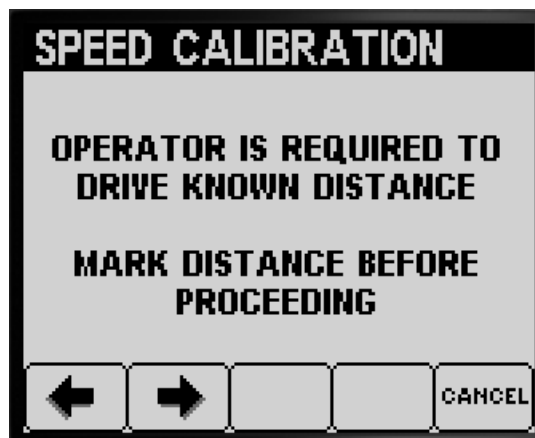 SPEED CALIBRATION
OPERATOR IS REQUIRED TO
DRIVE KNOWN DISTANCE
MARK DISTANCE BEFORE
PROCEEDING
CANCEL